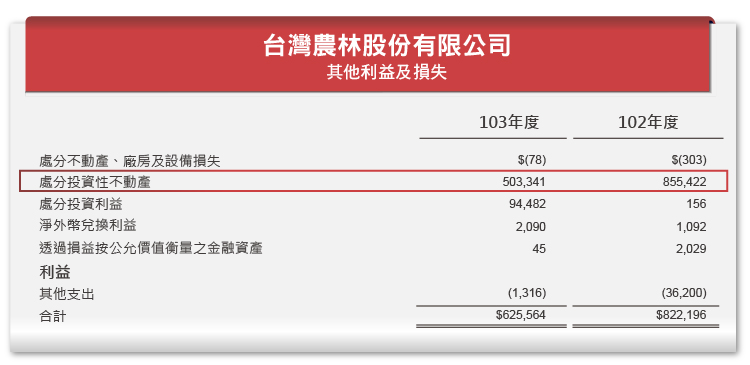 台灣農林股份有限公司
其他利益及損失
103年度 102年度
處分不動產、廠房及設備損失 $(78) $(303)
處分投資性不動產 503,341 855,422
處分投資利益 94,482 156
淨外幣兌換利益 2,090 1,092
透過損益按公允價值衡量之金融資產 45 2,029
利益
其他支出 (1,316) (36,200)
合計 $625,564 $822,196